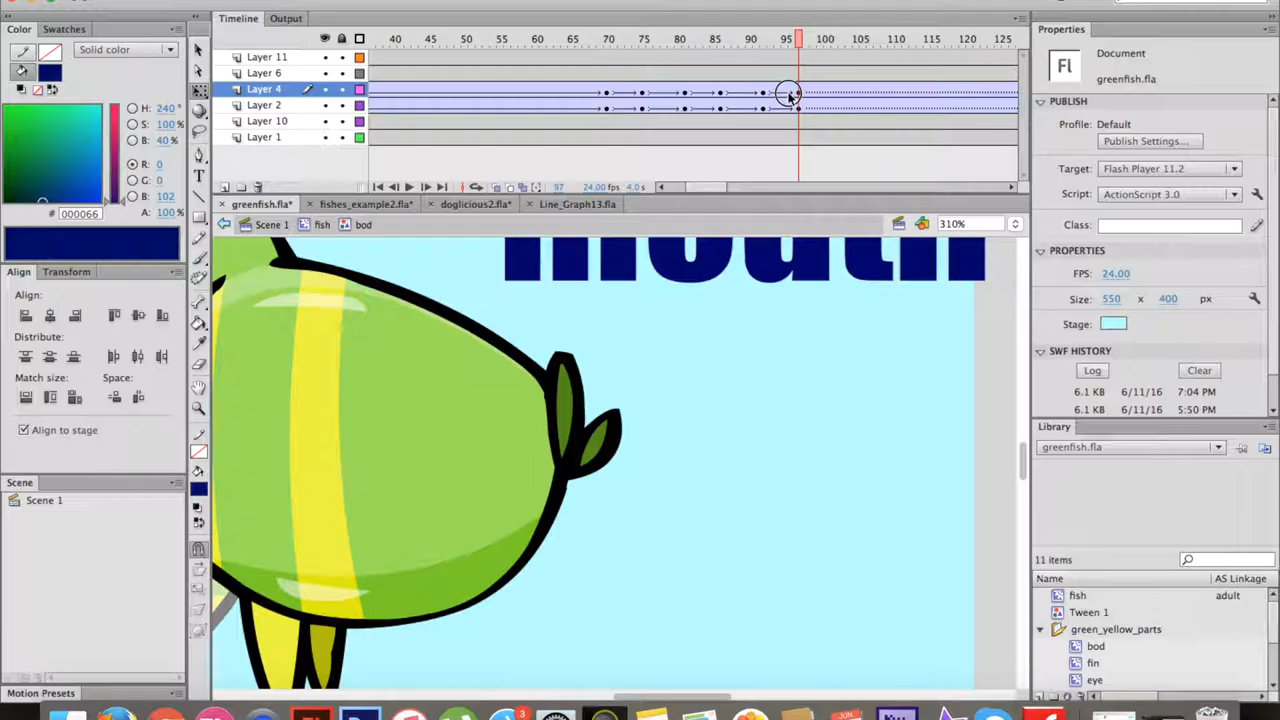 Color
Swatches
Solid color
H: 240 °
S: 100 %
B: 40 %
R: 0
G: 0
B: 102
A: 100 %
# 000066
Align
Transform
Align:
Distribute:
Match size:
Space:
Align to stage
Scene
Scene 1
Motion Presets
Timeline
Output
40 45 50 55 60 65 70 75 80 85 90 95 100 105 110 115 120 125
Layer 11
Layer 6
Layer 4
Layer 2
Layer 10
Layer 1
97 24.00 fps 4.0 s
greenfish.fla*
fishes_example2.fla*
doglicious2.fla*
Line_Graph13.fla
Scene 1
fish
bod
310%
mouth
Properties
Fl
Document
greenfish.fla
PUBLISH
Profile: Default
Publish Settings...
Target: Flash Player 11.2
Script: ActionScript 3.0
Class:
PROPERTIES
FPS: 24.00
Size: 550 x 400 px
Stage:
SWF HISTORY
Log
Clear
6.1 KB 6/11/16 7:04 PM
6.1 KB 6/11/16 5:50 PM
Library
greenfish.fla
11 items
Name
AS Linkage
fish
adult
Tween 1
green_yellow_parts
bod
fin
eye
3
JUN